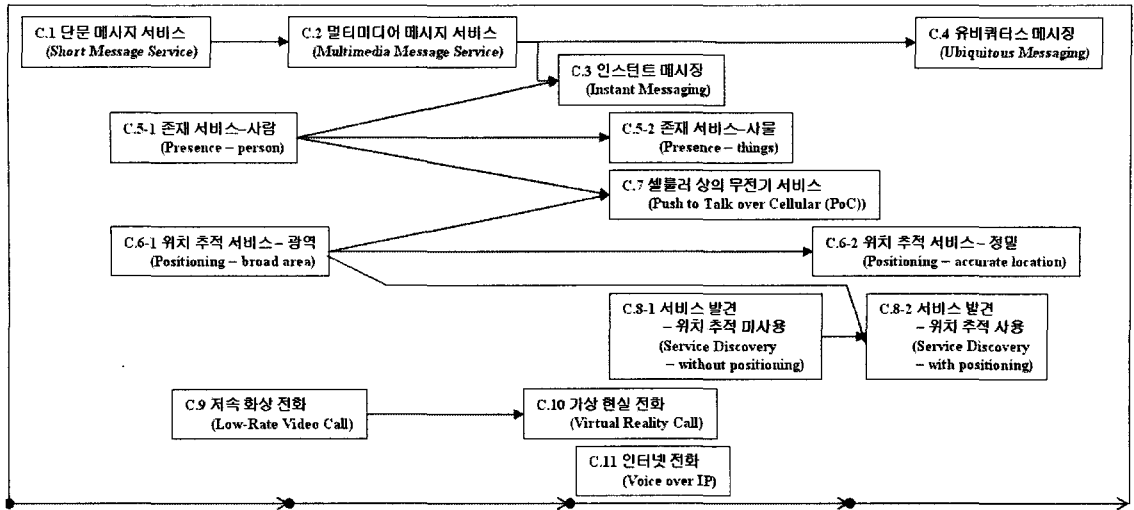 C.1 단문 메시지 서비스
(Short Message Service)
C.2 멀티미디어 메시지 서비스
(Multimedia Message Service)
C.4 유비쿼터스 메시장
(Ubiquitous Messaging)
C.3 인스턴트 메시장
(Instant Messaging)
C.5-1 존재 서비스–사람
(Presence – person)
C.5-2 존재 서비스–사물
(Presence – things)
C.7 셀룰러 상의 무전기 서비스
(Push to Talk over Cellular (PoC))
C.6-1 위치 추적 서비스 – 광역
(Positioning – broad area)
C.6-2 위치 추적 서비스 – 정밀
(Positioning – accurate location)
C.8-1 서비스 발견
– 위치 추적 미사용
(Service Discovery
– without positioning)
C.8-2 서비스 발견
– 위치 추적 사용
(Service Discovery
– with positioning)
C.9 저속 화상 전화
(Low-Rate Video Call)
C.10 가상 현실 전화
(Virtual Reality Call)
C.11 인터넷 전화
(Voice over IP)